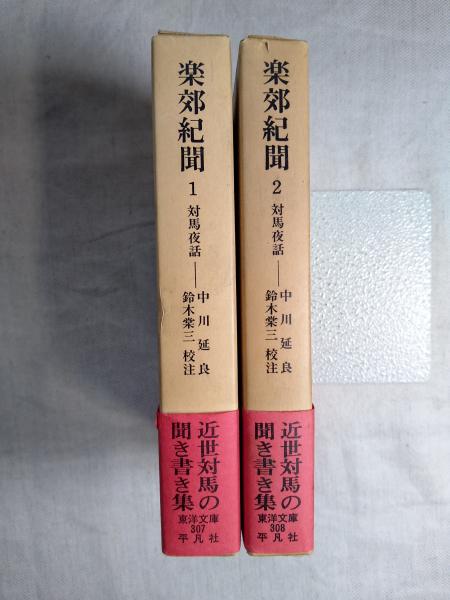 楽郊紀聞
1
対馬夜話
中川延良
鈴木棠三 校注
近世対馬の
聞き書き集
東洋文庫
307
平凡社
楽郊紀聞
2
対馬夜話
中川延良
鈴木棠三 校注
近世対馬の
聞き書き集
東洋文庫
308
平凡社